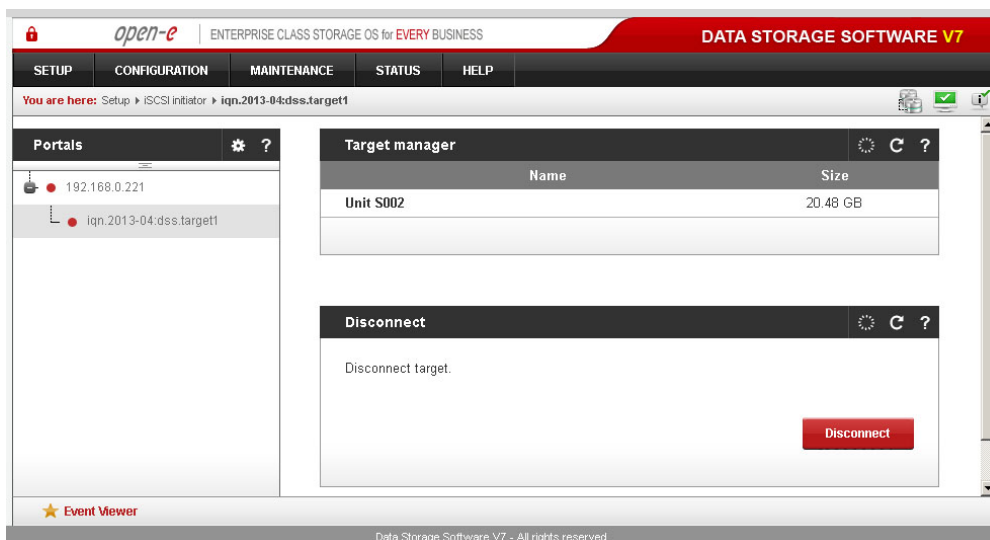 open-e ENTERPRISE CLASS STORAGE OS for EVERY BUSINESS DATA STORAGE SOFTWARE V7
SETUP CONFIGURATION MAINTENANCE STATUS HELP
You are here: Setup iSCSI initiator iqn.2013-04:dss.target1
Portals ?
192.168.0.221
iqn.2013-04:dss.target1
Target manager ?
Name Size
Unit S002 20.48 GB
Disconnect ?
Disconnect target.
Disconnect
Event Viewer
Data Storage Software V7 - All rights reserved